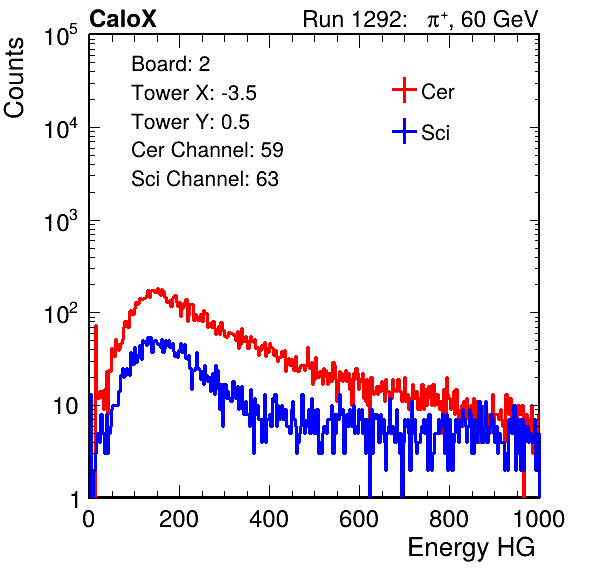 CaloX Run 1292: π⁺, 60 GeV
Counts
Board: 2
Tower X: -3.5
Tower Y: 0.5
Cer Channel: 59
Sci Channel: 63
Cer
Sci
10⁵
10⁴
10³
10²
10
1
0 200 400 600 800 1000
Energy HG